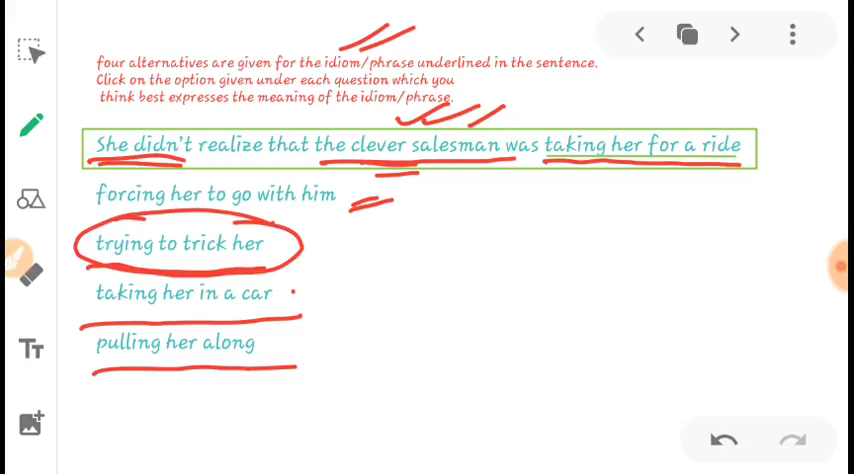 four alternatives are given for the idiom/phrase underlined in the sentence.
Click on the option given under each question which you
think best expresses the meaning of the idiom/phrase.
She didn't realize that the clever salesman was taking her for a ride
forcing her to go with him
trying to trick her
taking her in a car
pulling her along
TT